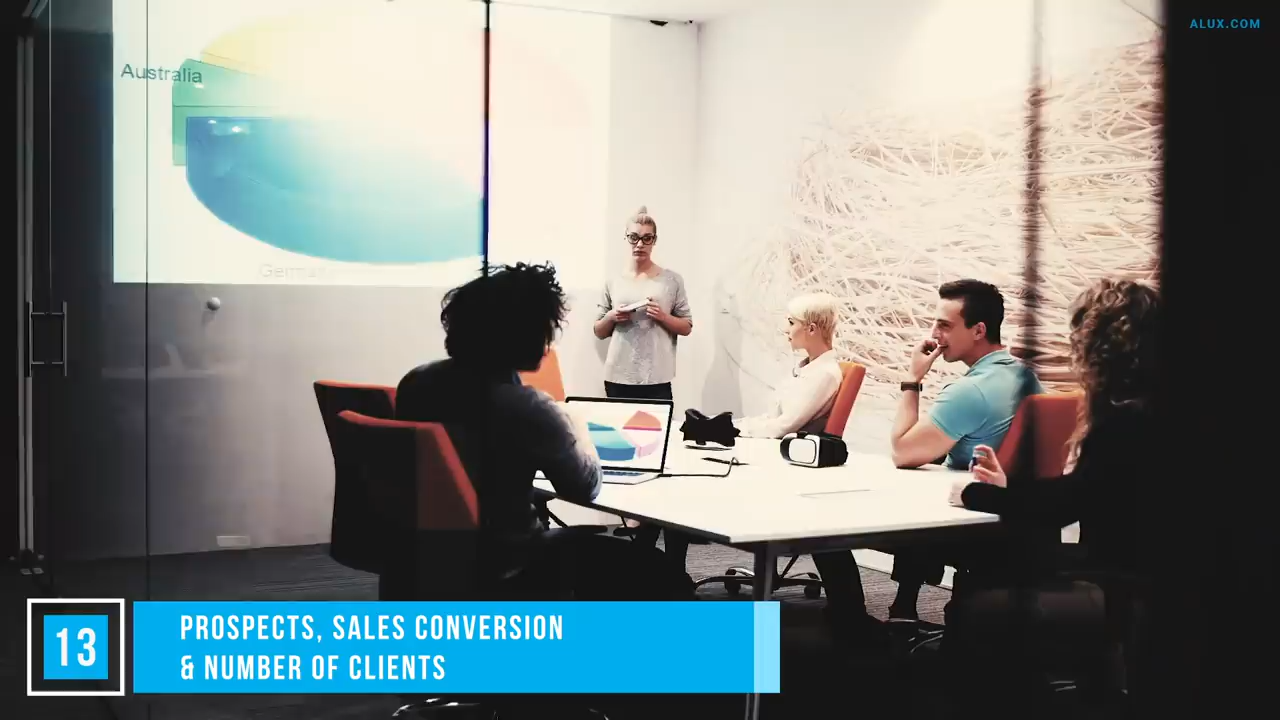 ALUX.COM
Australia
13
PROSPECTS, SALES CONVERSION
& NUMBER OF CLIENTS